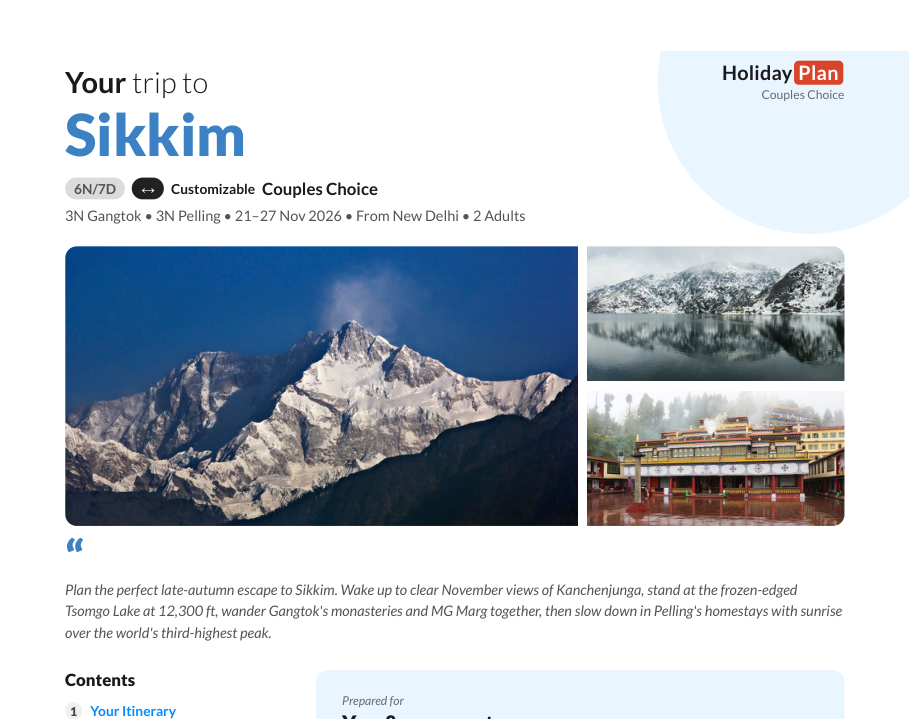 Your trip to
Holiday Plan
Couples Choice
Sikkim
6N/7D ↔ Customizable Couples Choice
3N Gangtok • 3N Pelling • 21–27 Nov 2026 • From New Delhi • 2 Adults
“
Plan the perfect late-autumn escape to Sikkim. Wake up to clear November views of Kanchenjunga, stand at the frozen-edged
Tsomgo Lake at 12,300 ft, wander Gangtok's monasteries and MG Marg together, then slow down in Pelling's homestays with sunrise
over the world's third-highest peak.
Contents
1 Your Itinerary
Prepared for